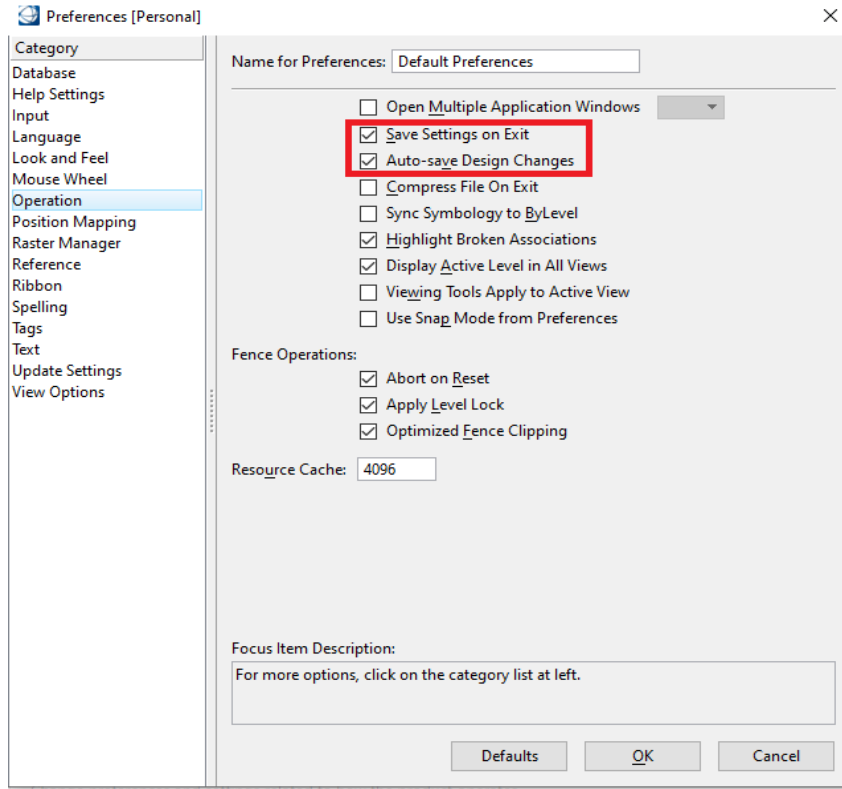 Preferences [Personal]
Category
Database
Help Settings
Input
Language
Look and Feel
Mouse Wheel
Operation
Position Mapping
Raster Manager
Reference
Ribbon
Spelling
Tags
Text
Update Settings
View Options
Name for Preferences: Default Preferences
Open Multiple Application Windows
Save Settings on Exit
Auto-save Design Changes
Compress File On Exit
Sync Symbology to ByLevel
Highlight Broken Associations
Display Active Level in All Views
Viewing Tools Apply to Active View
Use Snap Mode from Preferences
Fence Operations:
Abort on Reset
Apply Level Lock
Optimized Fence Clipping
Resource Cache: 4096
Focus Item Description:
For more options, click on the category list at left.
Defaults OK Cancel